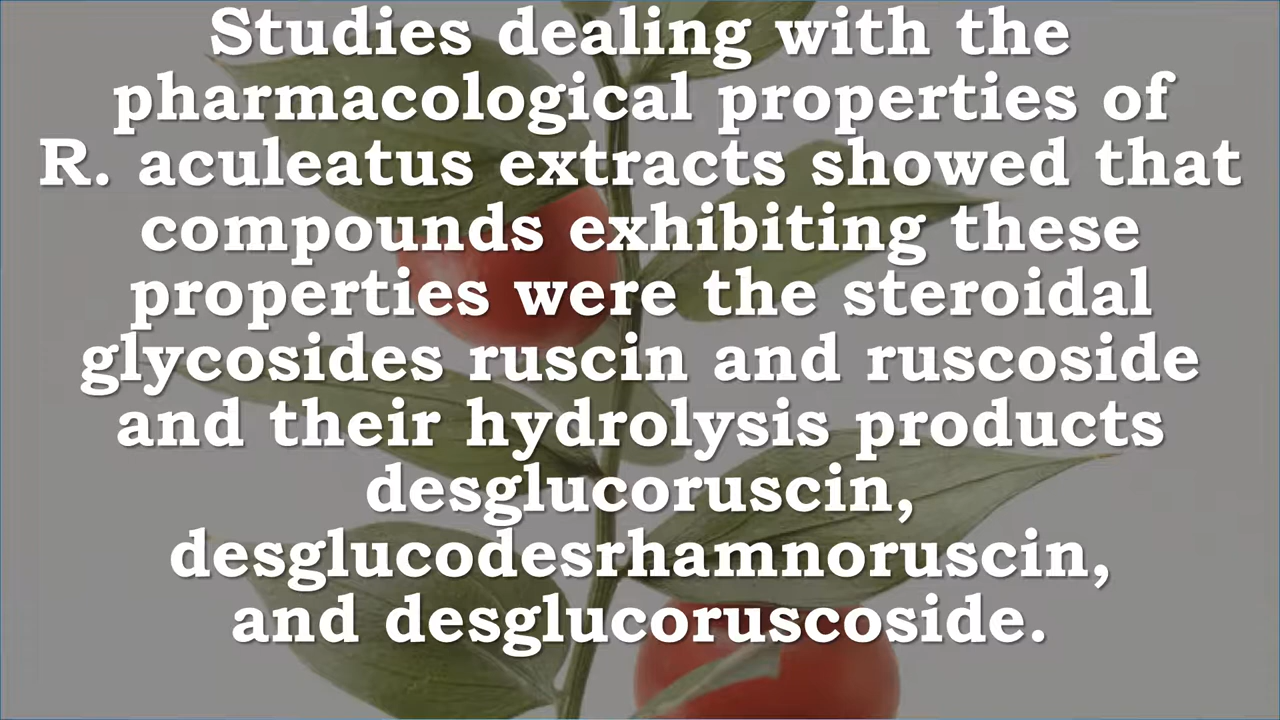 Studies dealing with the
pharmacological properties of
R. aculeatus extracts showed that
compounds exhibiting these
properties were the steroidal
glycosides ruscin and ruscoside
and their hydrolysis products
desglucoruscin,
desglucodesrhamnoruscin,
and desglucoruscoside.